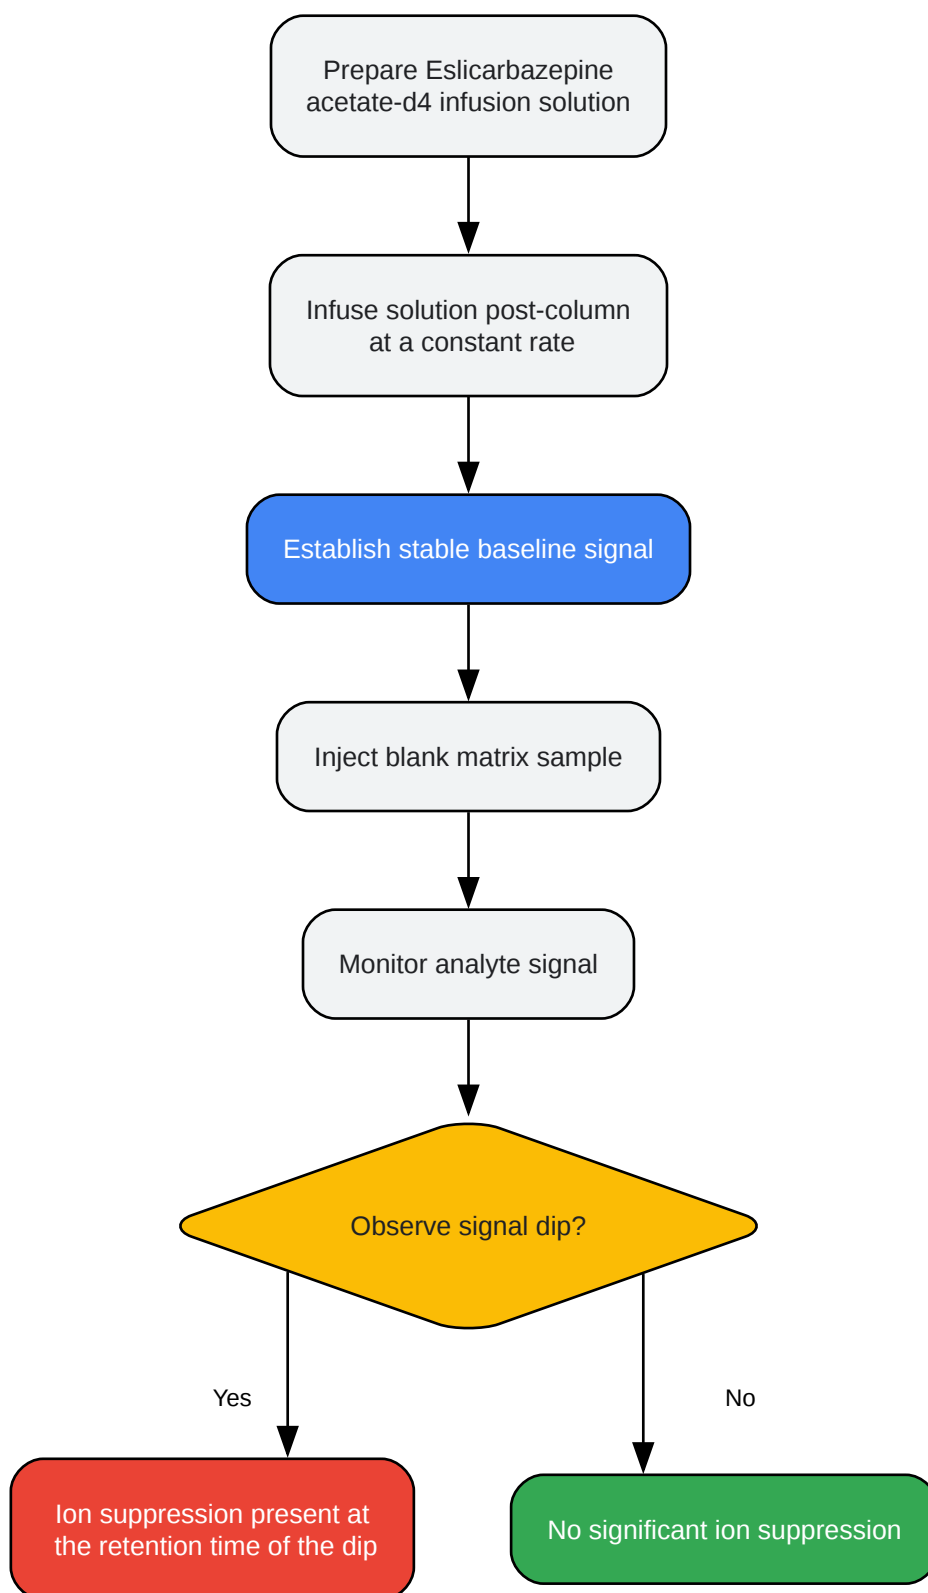 Prepare Eslicarbazepine
acetate-d4 infusion solution
Infuse solution post-column
at a constant rate
Establish stable baseline signal
Inject blank matrix sample
Monitor analyte signal
Observe signal dip?
Yes
No
Ion suppression present at
the retention time of the dip
No significant ion suppression